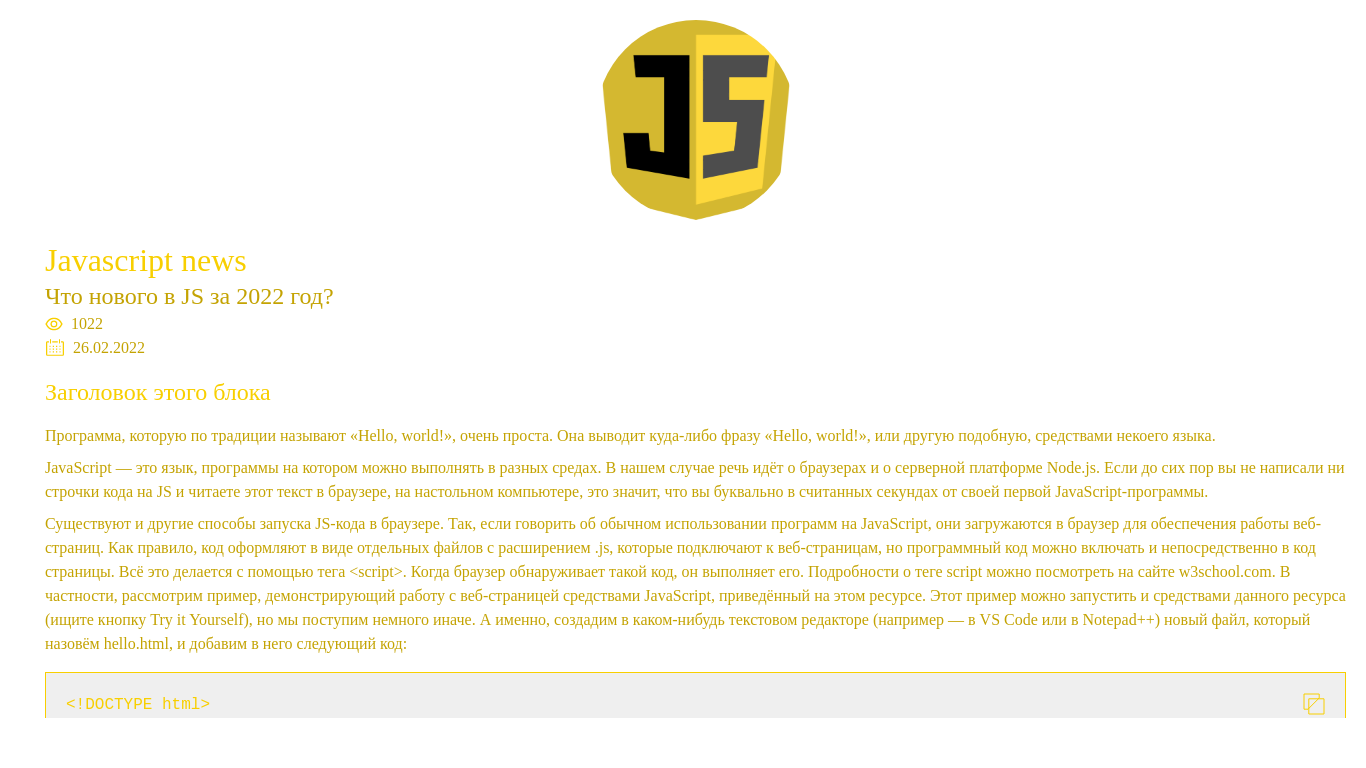 JS
Javascript news
Что нового в JS за 2022 год?
1022
26.02.2022
Заголовок этого блока
Программа, которую по традиции называют «Hello, world!», очень проста. Она выводит куда-либо фразу «Hello, world!», или другую подобную, средствами некоего языка.
JavaScript — это язык, программы на котором можно выполнять в разных средах. В нашем случае речь идёт о браузерах и о серверной платформе Node.js. Если до сих пор вы не написали ни
строчки кода на JS и читаете этот текст в браузере, на настольном компьютере, это значит, что вы буквально в считанных секундах от своей первой JavaScript-программы.
Существуют и другие способы запуска JS-кода в браузере. Так, если говорить об обычном использовании программ на JavaScript, они загружаются в браузер для обеспечения работы веб-
страниц. Как правило, код оформляют в виде отдельных файлов с расширением .js, которые подключают к веб-страницам, но программный код можно включать и непосредственно в код
страницы. Всё это делается с помощью тега <script>. Когда браузер обнаруживает такой код, он выполняет его. Подробности о теге script можно посмотреть на сайте w3school.com. В
частности, рассмотрим пример, демонстрирующий работу с веб-страницей средствами JavaScript, приведённый на этом ресурсе. Этот пример можно запустить и средствами данного ресурса
(ищите кнопку Try it Yourself), но мы поступим немного иначе. А именно, создадим в каком-нибудь текстовом редакторе (например — в VS Code или в Notepad++) новый файл, который
назовём hello.html, и добавим в него следующий код:
<!DOCTYPE html>